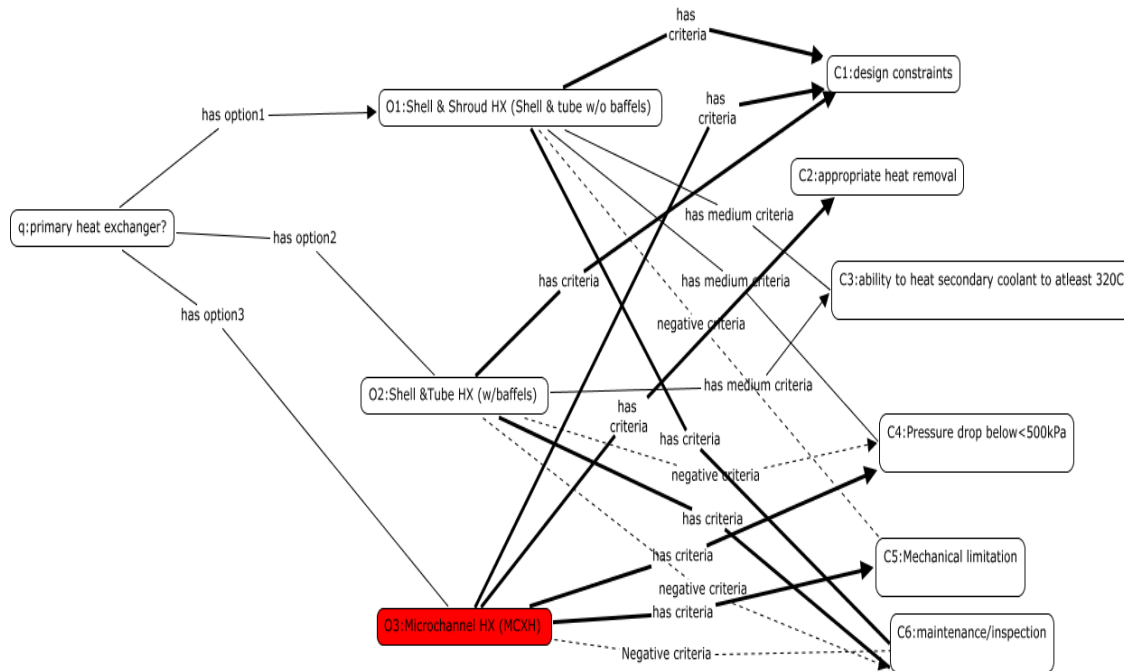 has
criteria
C1:design constraints
O1:Shell & Shroud HX (Shell & tube w/o baffels)
has
criteria
has option1
C2:appropriate heat removal
has medium criteria
q:primary heat exchanger?
has option2
has criteria
has medium criteria
C3:ability to heat secondary coolant to atleast 320C
has option3
negative criteria
has medium criteria
O2:Shell &Tube HX (w/baffels)
has
criteria
C4:Pressure drop below<500kPa
has criteria
negative criteria
has criteria
has criteria
C5:Mechanical limitation
negative criteria
has criteria
O3:Microchannel HX (MCXH)
C6:maintenance/inspection
Negative criteria